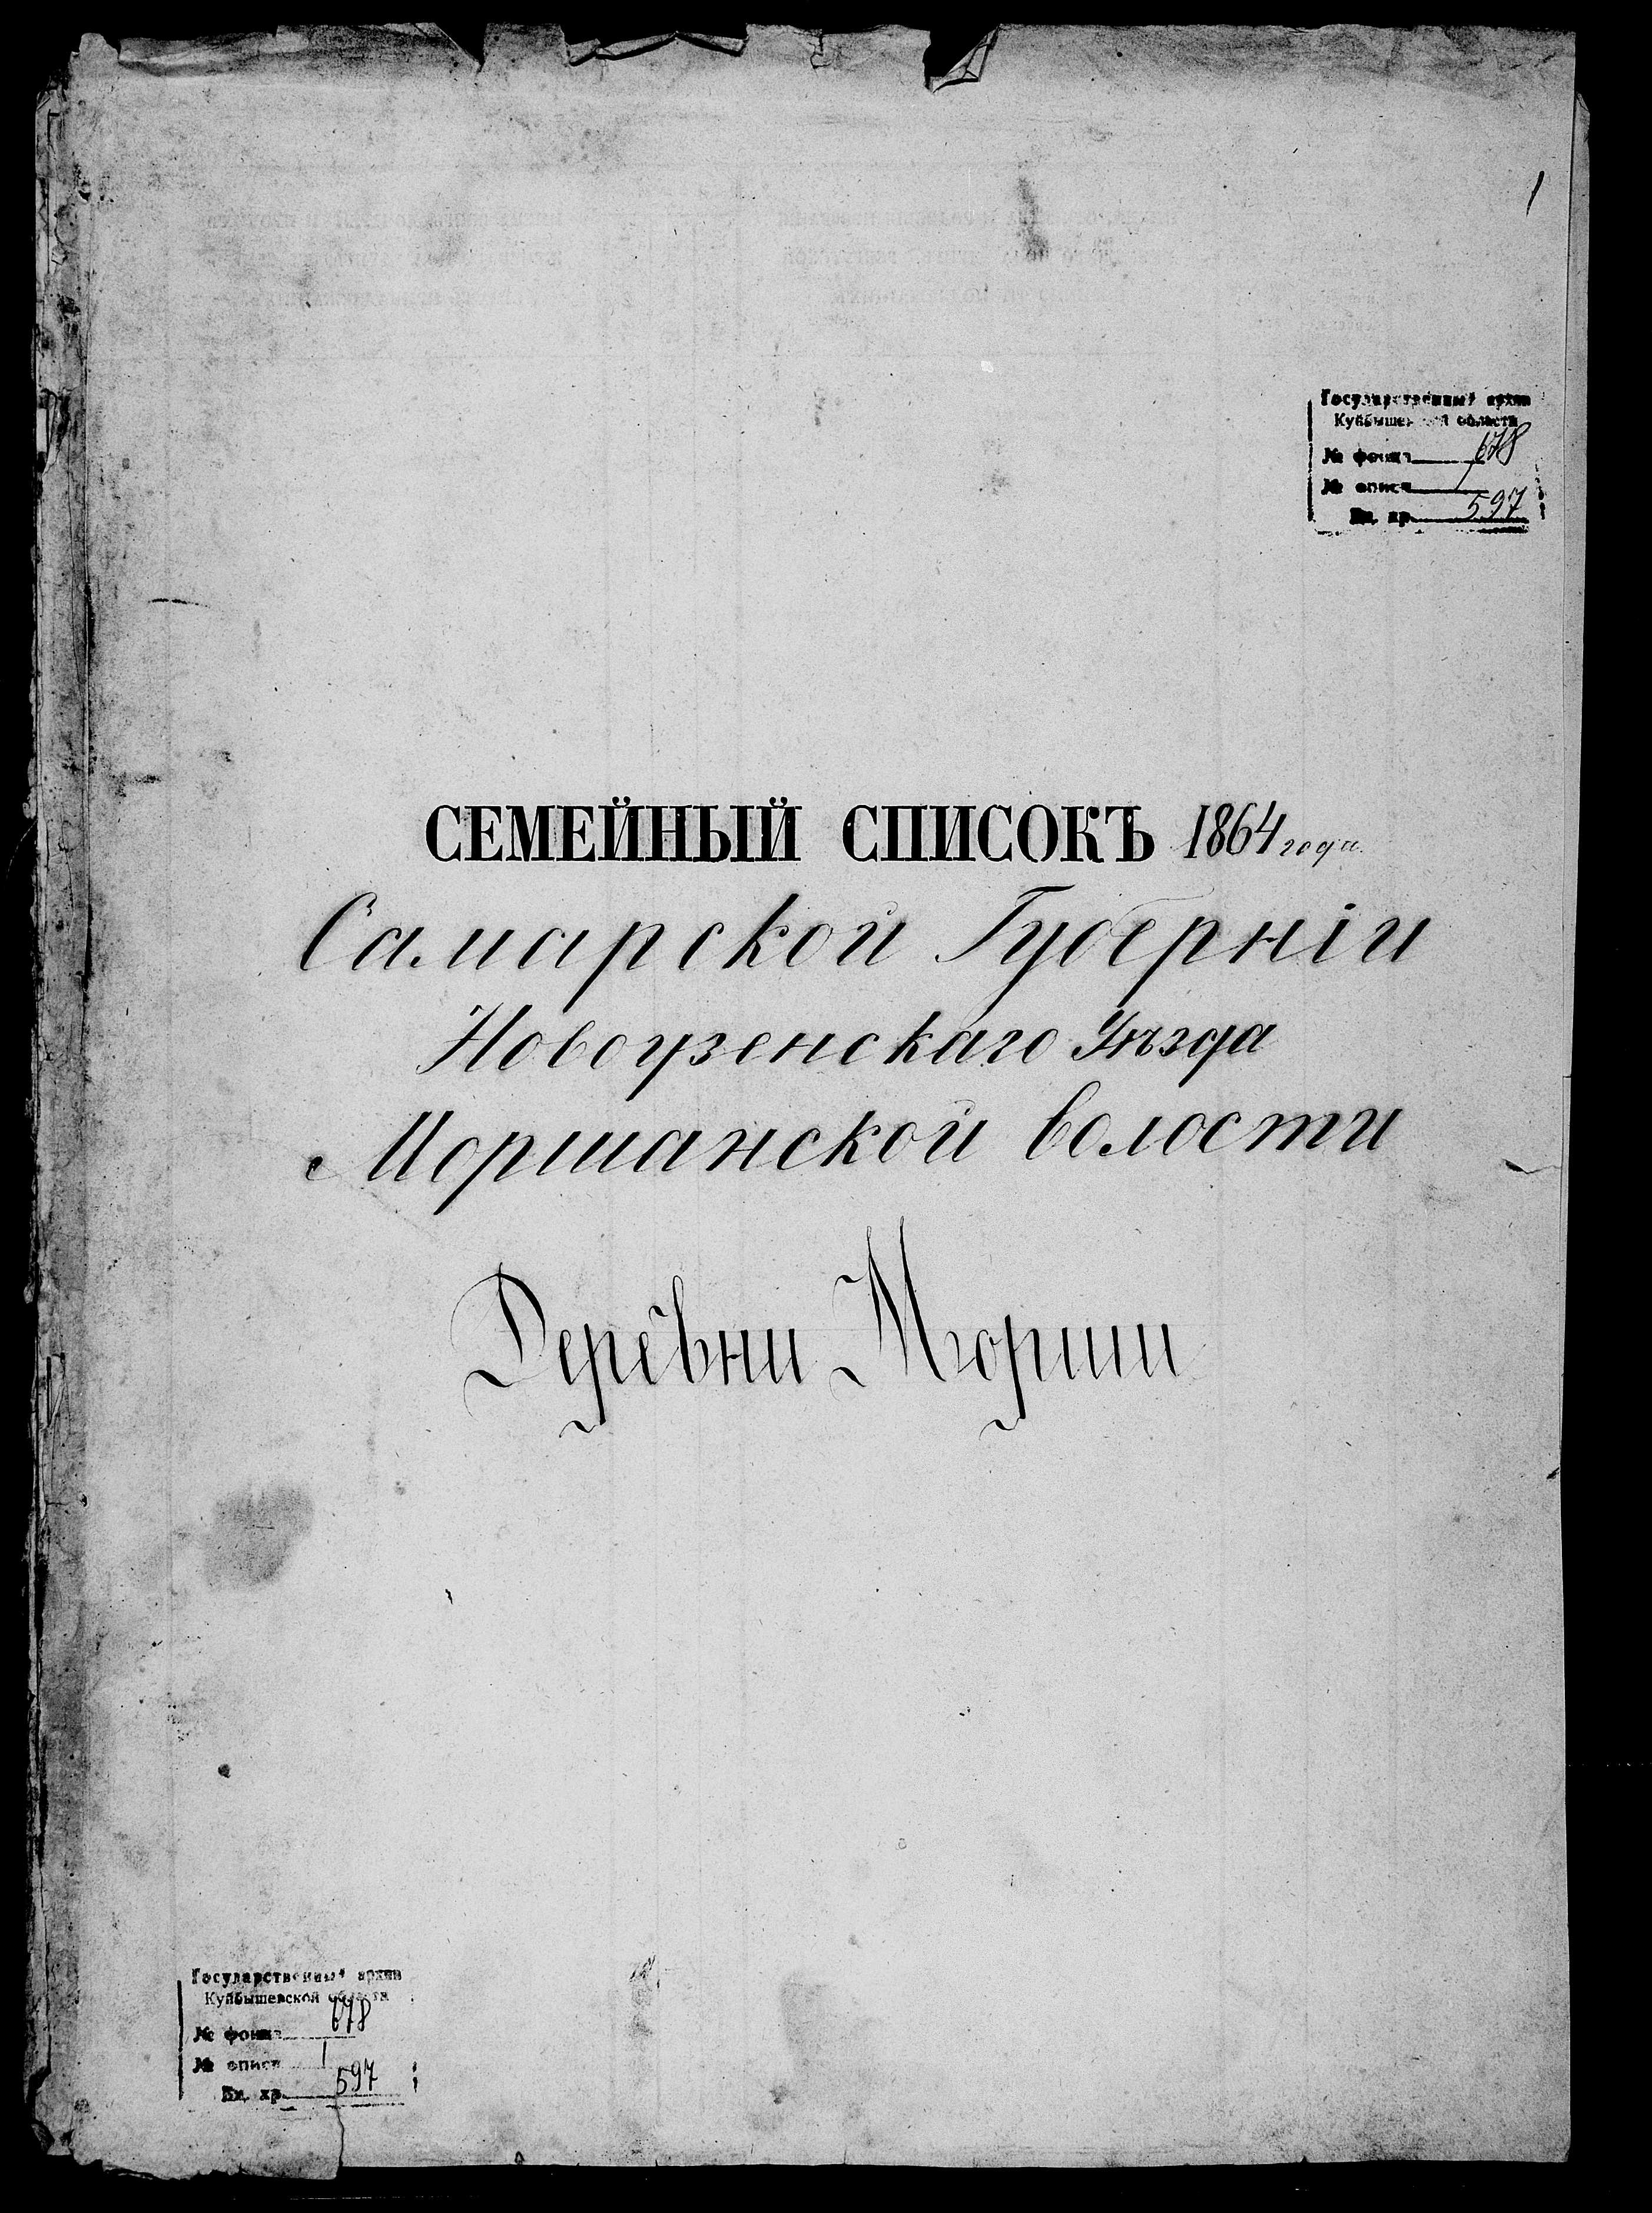 1
Государственный архив
Куйбышевской области
№ фонда 678
№ описи 1
Ед. хр. 597
СЕМЕЙНЫЙ СПИСОКЪ 1864 года.
Самарской Губерніи
Новоузенскаго Уѣзда
Моршанской волости
Деревни Морши
Государственный архив
Куйбышевской области
№ фонда 678
№ описи 1
Ед. хр. 597